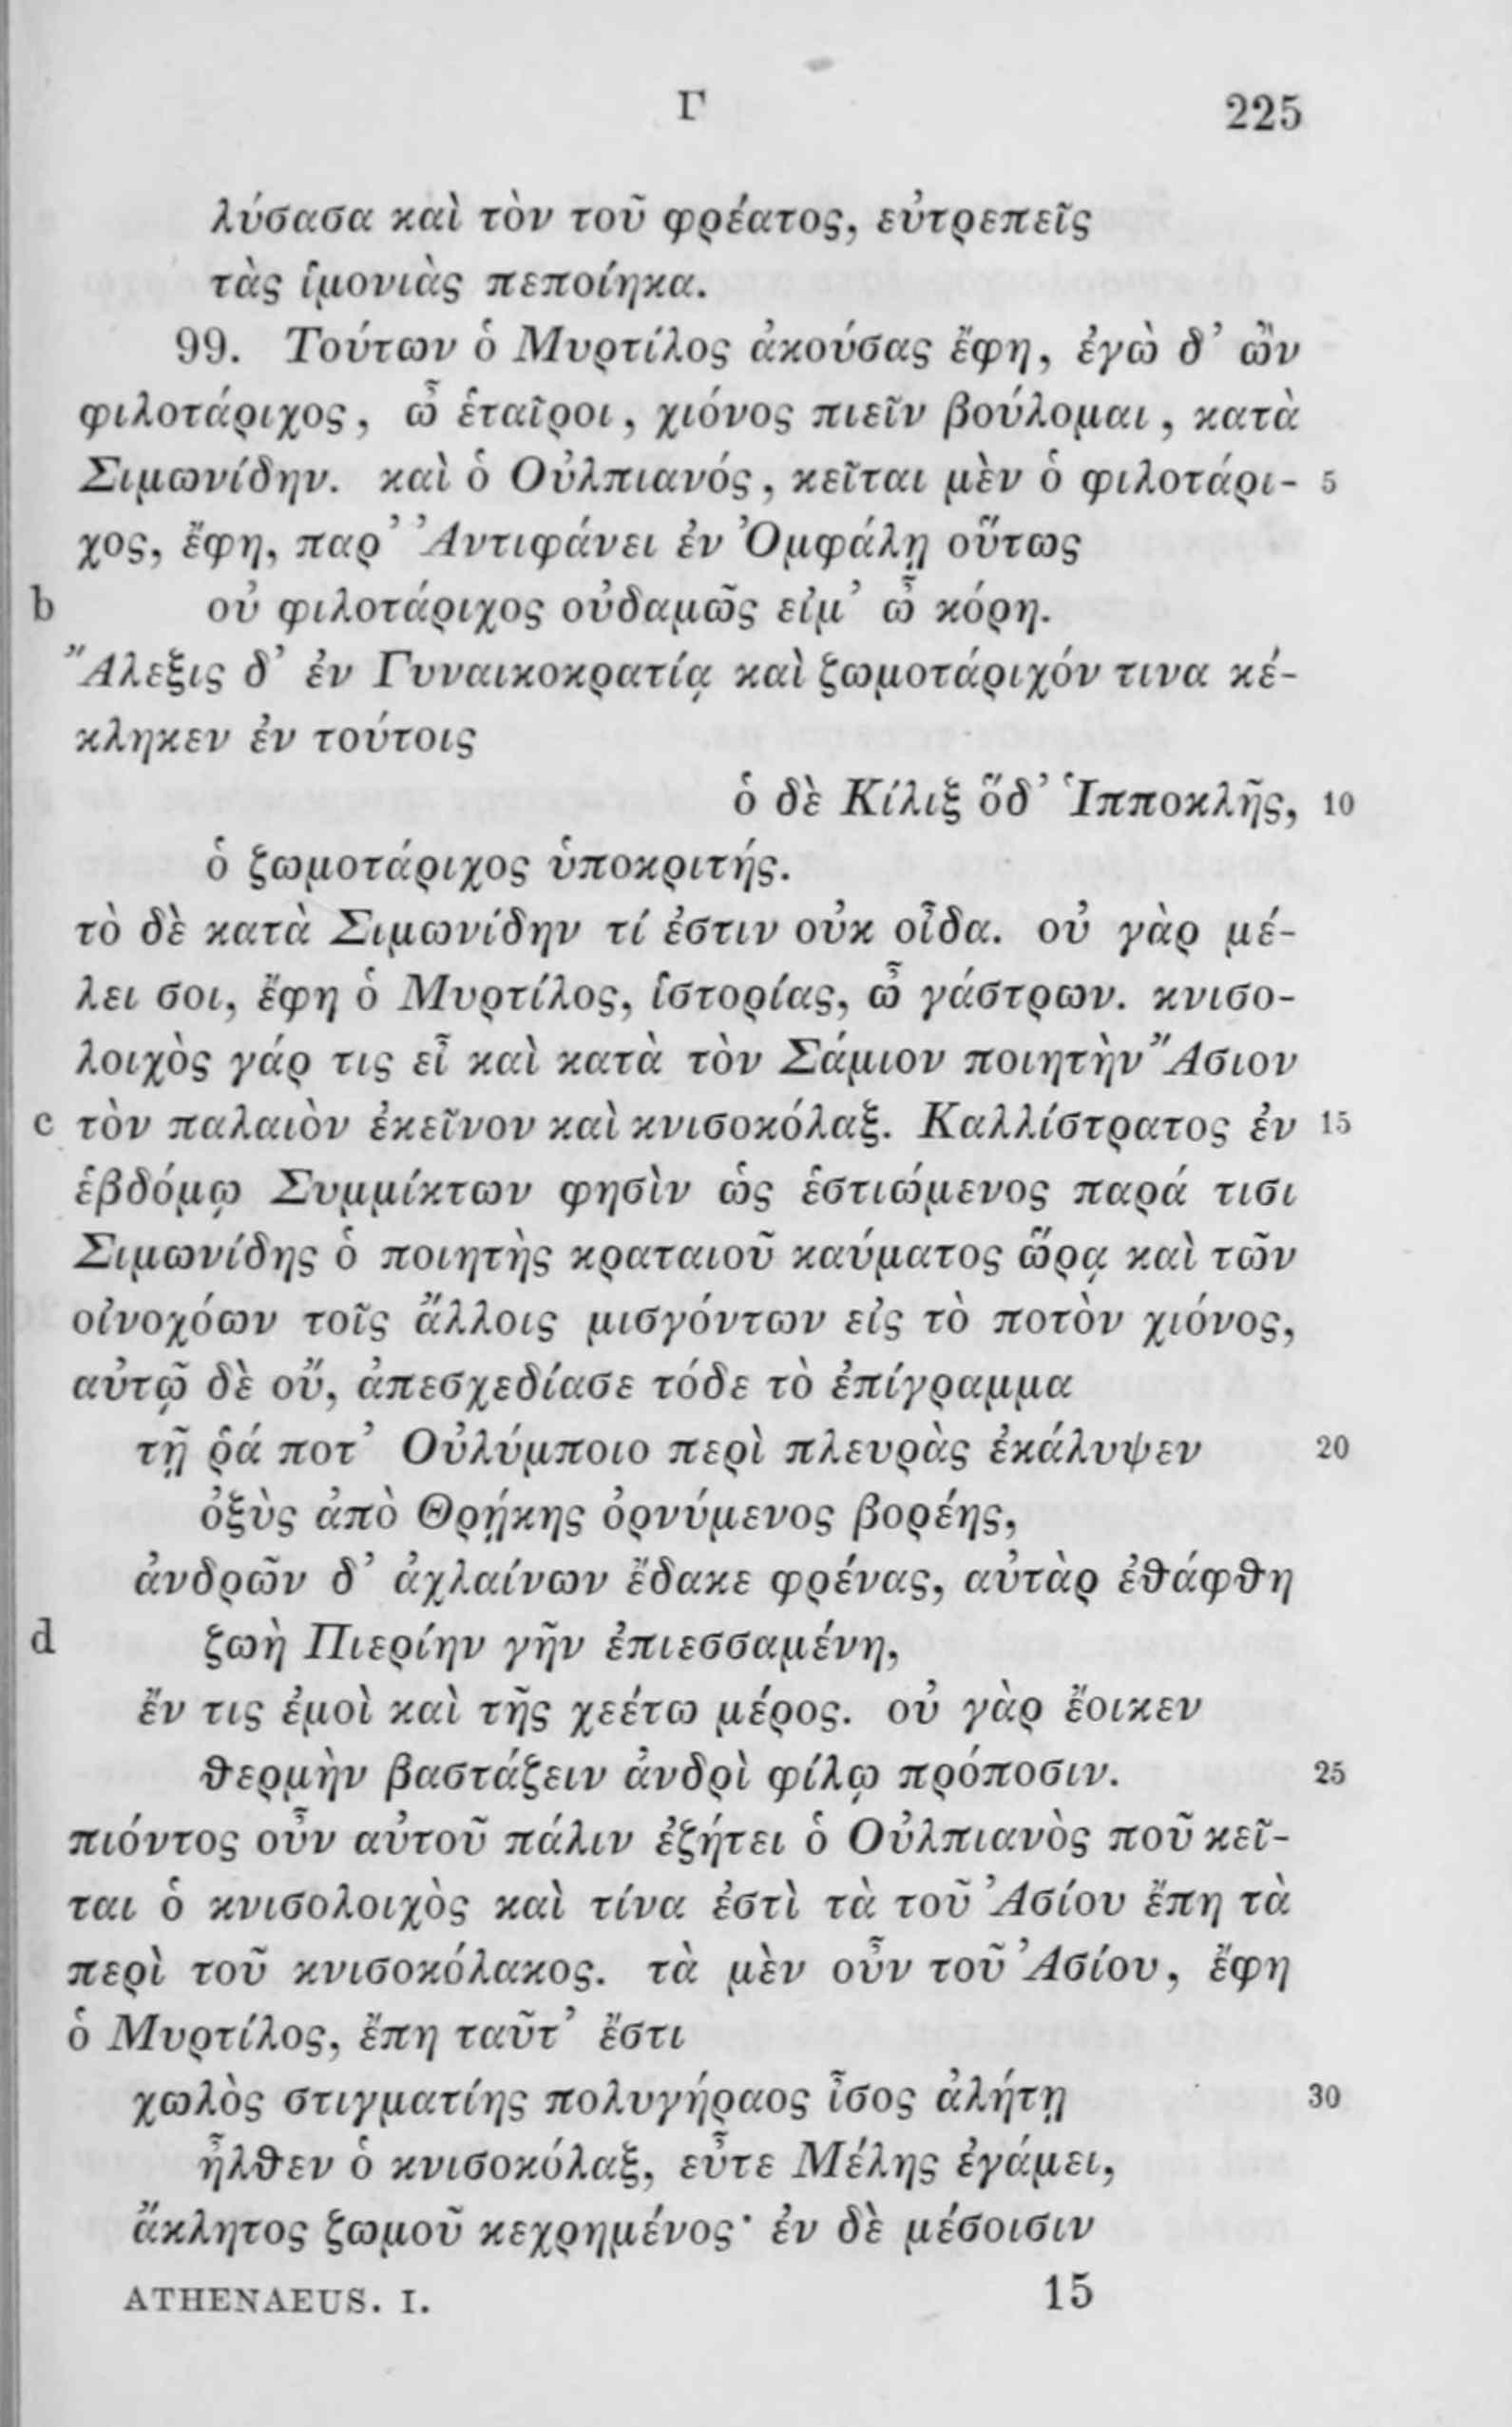 Γ 225
λύσασα καὶ τὸν τοῦ φρέατος, εὐτρεπεῖς
τὰς ἱμονιὰς πεποίηκα.
99. Τούτων ὁ Μυρτίλος ἀκούσας ἔφη, ἐγὼ δ’ ὢν
φιλοτάριχος, ὦ ἑταῖροι, χιόνος πιεῖν βούλομαι, κατὰ
Σιμωνίδην. καὶ ὁ Οὐλπιανός, κεῖται μὲν ὁ φιλοτάρι- 5
χος, ἔφη, παρ’ Ἀντιφάνει ἐν Ὀμφάλῃ οὕτως
b οὐ φιλοτάριχος οὐδαμῶς εἰμ’ ὦ κόρη.
Ἄλεξις δ’ ἐν Γυναικοκρατίᾳ καὶ ζωμοτάριχόν τινα κέ-
κληκεν ἐν τούτοις
ὁ δὲ Κίλιξ ὅδ’ Ἱπποκλῆς, 10
ὁ ζωμοτάριχος ὑποκριτής.
τὸ δὲ κατὰ Σιμωνίδην τί ἐστιν οὐκ οἶδα. οὐ γὰρ μέ-
λει σοι, ἔφη ὁ Μυρτίλος, ἱστορίας, ὦ γάστρων. κνισο-
λοιχὸς γάρ τις εἶ καὶ κατὰ τὸν Σάμιον ποιητὴν Ἄσιον
c τὸν παλαιὸν ἐκεῖνον καὶ κνισοκόλαξ. Καλλίστρατος ἐν 15
ἑβδόμῳ Συμμίκτων φησὶν ὡς ἑστιώμενος παρά τισι
Σιμωνίδης ὁ ποιητὴς κραταιοῦ καύματος ὥρᾳ καὶ τῶν
οἰνοχόων τοῖς ἄλλοις μισγόντων εἰς τὸ ποτὸν χιόνος,
αὐτῷ δὲ οὔ, ἀπεσχεδίασε τόδε τὸ ἐπίγραμμα
τῇ ῥά ποτ’ Οὐλύμποιο περὶ πλευρὰς ἐκάλυψεν 20
ὀξὺς ἀπὸ Θρῄκης ὀρνύμενος βορέης,
ἀνδρῶν δ’ ἀχλαίνων ἔδακε φρένας, αὐτὰρ ἐθάφθη
d ζωὴ Πιερίην γῆν ἐπιεσσαμένη,
ἔν τις ἐμοὶ καὶ τῆς χεέτω μέρος. οὐ γὰρ ἔοικεν
θερμὴν βαστάζειν ἀνδρὶ φίλῳ πρόποσιν. 25
πιόντος οὖν αὐτοῦ πάλιν ἐζήτει ὁ Οὐλπιανὸς ποῦ κεῖ-
ται ὁ κνισολοιχὸς καὶ τίνα ἐστὶ τὰ τοῦ Ἀσίου ἔπη τὰ
περὶ τοῦ κνισοκόλακος. τὰ μὲν οὖν τοῦ Ἀσίου, ἔφη
ὁ Μυρτίλος, ἔπη ταῦτ’ ἔστι
χωλὸς στιγματίης πολυγήραος ἶσος ἀλήτῃ 30
ἦλθεν ὁ κνισοκόλαξ, εὖτε Μέλης ἐγάμει,
ἄκλητος ζωμοῦ κεχρημένος· ἐν δὲ μέσοισιν
ATHENAEUS. I. 15